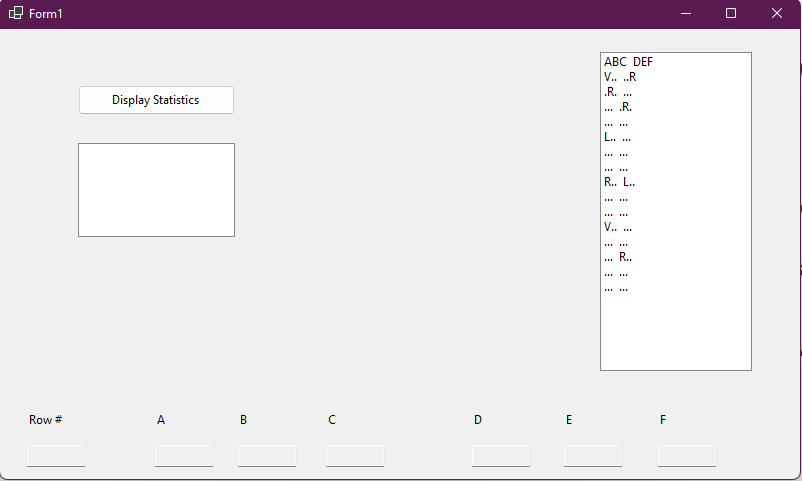 Form1
Display Statistics
ABC DEF
V.. ..R
.R. ...
... .R.
... ...
L.. ...
... ...
... ...
R.. L..
... ...
... ...
V.. ...
... ...
... R..
... ...
... ...
Row # A B C D E F